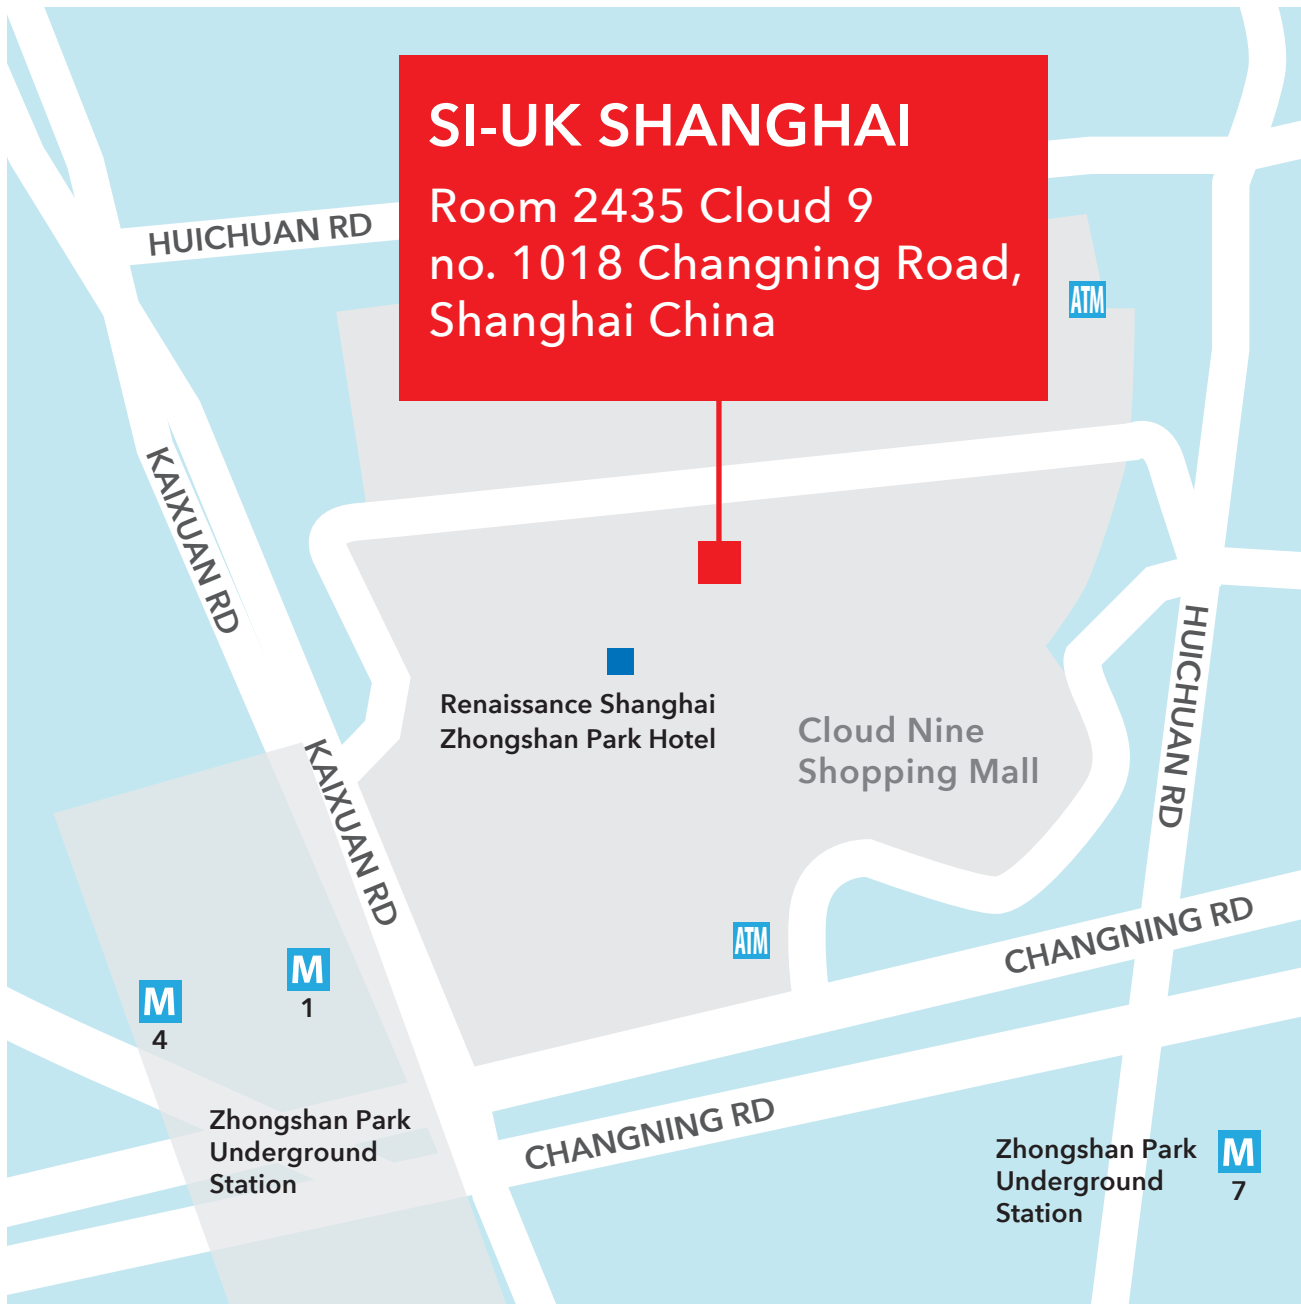 SI-UK SHANGHAI
Room 2435 Cloud 9
no. 1018 Changning Road,
Shanghai China
HUICHUAN RD
ATM
KAIXUAN RD
HUICHUAN RD
Renaissance Shanghai
Zhongshan Park Hotel
Cloud Nine
Shopping Mall
KAIXUAN RD
ATM
CHANGNING RD
M
1
M
4
Zhongshan Park
Underground
Station
CHANGNING RD
Zhongshan Park
Underground
Station
M
7